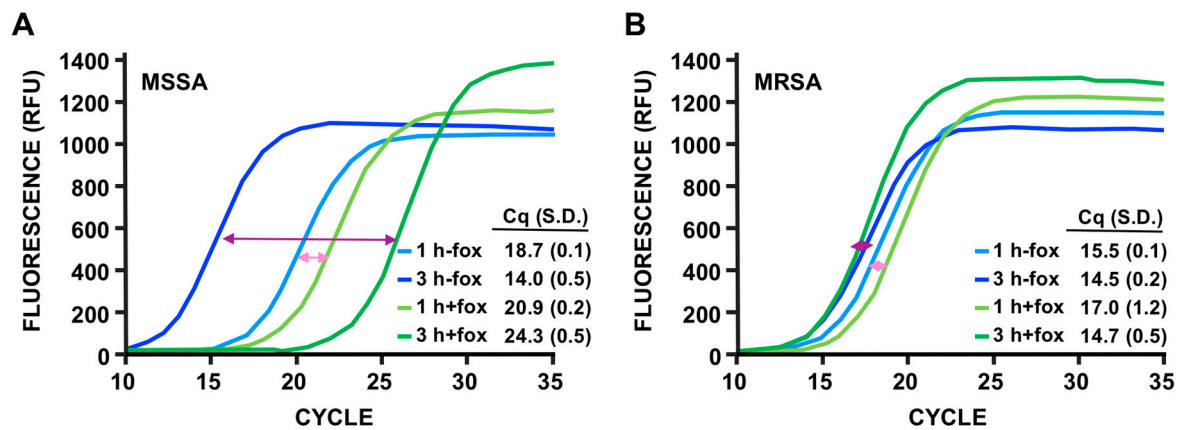 A
MSSA
FLUORESCENCE (RFU)
1400
1200
1000
800
600
400
200
0
10 15 20 25 30 35
CYCLE
Cq (S.D.)
1 h-fox 18.7 (0.1)
3 h-fox 14.0 (0.5)
1 h+fox 20.9 (0.2)
3 h+fox 24.3 (0.5)
B
MRSA
FLUORESCENCE (RFU)
1400
1200
1000
800
600
400
200
0
10 15 20 25 30 35
CYCLE
Cq (S.D.)
1 h-fox 15.5 (0.1)
3 h-fox 14.5 (0.2)
1 h+fox 17.0 (1.2)
3 h+fox 14.7 (0.5)